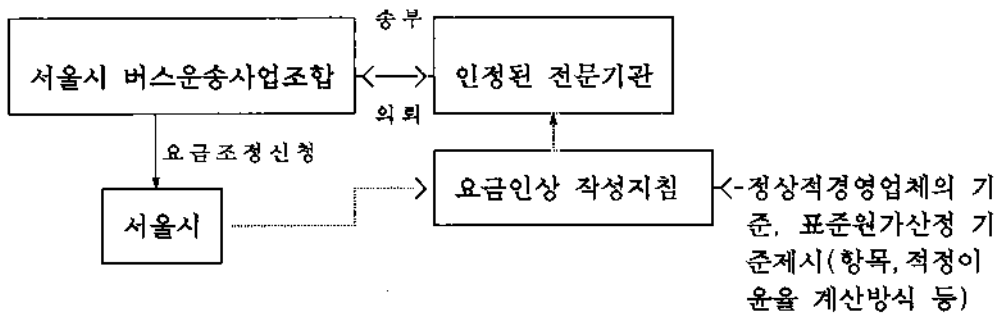 송부
서울시 버스운송사업조합
인정된 전문기관
의뢰
요금조정신청
요금인상 작성지침
정상적경영업체의 기
준, 표준원가산정 기
준제시(항목,적정이
윤율 계산방식 등)
서울시